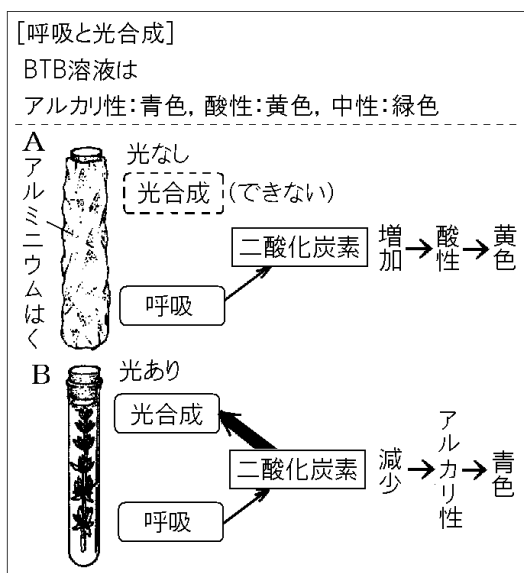 [呼吸と光合成]
BTB溶液は
アルカリ性:青色,酸性:黄色,中性:緑色
A
アルミニウムはく
光なし
光合成(できない)
二酸化炭素 増加→酸性→黄色
呼吸
B 光あり
光合成
二酸化炭素 減少→アルカリ性→青色
呼吸